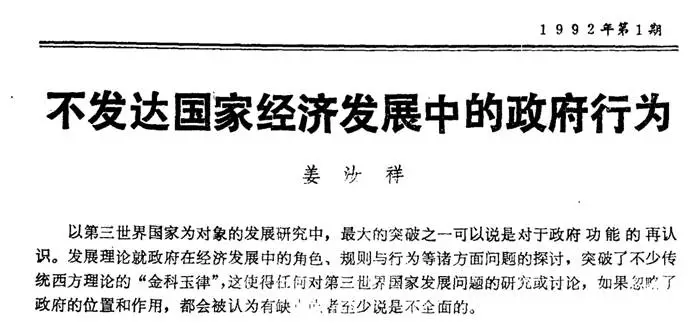 1992年第1期
不发达国家经济发展中的政府行为
姜汝祥
以第三世界国家为对象的发展研究中，最大的突破之一可以说是对于政府功能的再认
识。发展理论就政府在经济发展中的角色、规则与行为等诸方面问题的探讨，突破了不少传
统西方理论的“金科玉律”，这使得任何对第三世界国家发展问题的研究或讨论，如果忽略了
政府的位置和作用，都会被认为有缺者至少说是不全面的。